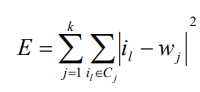 E = \sum_{j=1}^{k} \sum_{i_l \in C_j} \left| i_l - w_j \right|^2